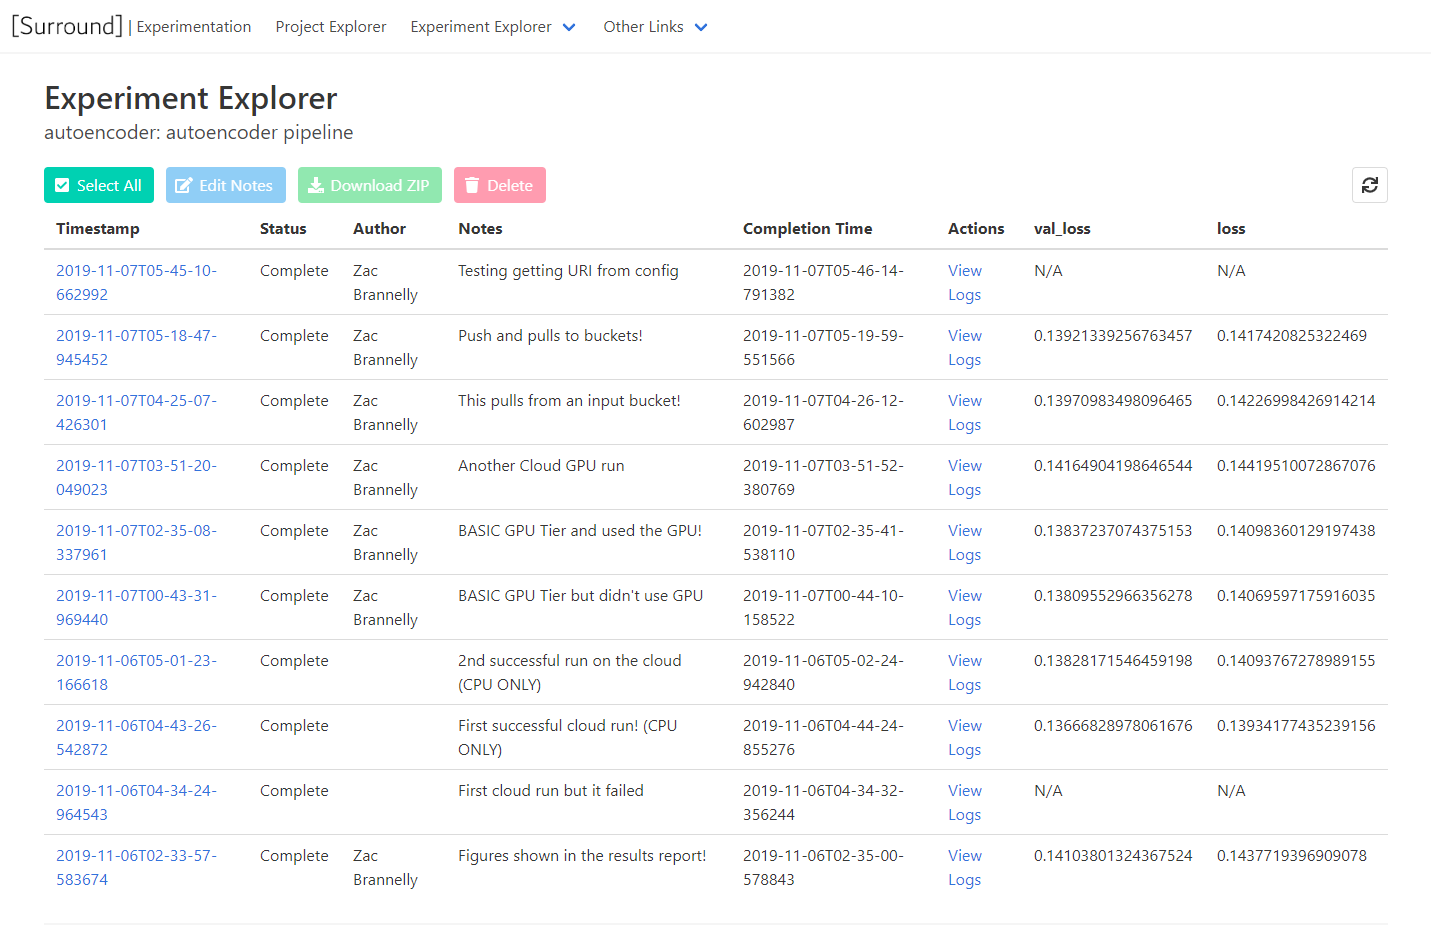 [Surround] | Experimentation Project Explorer Experiment Explorer Other Links
Experiment Explorer
autoencoder: autoencoder pipeline
Select All Edit Notes Download ZIP Delete
Timestamp Status Author Notes Completion Time Actions val_loss loss
2019-11-07T05-45-10- Complete Zac Testing getting URI from config 2019-11-07T05-46-14- View N/A N/A
662992 Brannelly 791382 Logs
2019-11-07T05-18-47- Complete Zac Push and pulls to buckets! 2019-11-07T05-19-59- View 0.13921339256763457 0.1417420825322469
945452 Brannelly 551566 Logs
2019-11-07T04-25-07- Complete Zac This pulls from an input bucket! 2019-11-07T04-26-12- View 0.13970983498096465 0.14226998426914214
426301 Brannelly 602987 Logs
2019-11-07T03-51-20- Complete Zac Another Cloud GPU run 2019-11-07T03-51-52- View 0.14164904198646544 0.14419510072867076
049023 Brannelly 380769 Logs
2019-11-07T02-35-08- Complete Zac BASIC GPU Tier and used the GPU! 2019-11-07T02-35-41- View 0.13837237074375153 0.14098360129197438
337961 Brannelly 538110 Logs
2019-11-07T00-43-31- Complete Zac BASIC GPU Tier but didn't use GPU 2019-11-07T00-44-10- View 0.13809552966356278 0.14069597175916035
969440 Brannelly 158522 Logs
2019-11-06T05-01-23- Complete 2nd successful run on the cloud 2019-11-06T05-02-24- View 0.13828171546459198 0.14093767278989155
166618 (CPU ONLY) 942840 Logs
2019-11-06T04-43-26- Complete First successful cloud run! (CPU 2019-11-06T04-44-24- View 0.13666828978061676 0.13934177435239156
542872 ONLY) 855276 Logs
2019-11-06T04-34-24- Complete First cloud run but it failed 2019-11-06T04-34-32- View N/A N/A
964543 356244 Logs
2019-11-06T02-33-57- Complete Zac Figures shown in the results report! 2019-11-06T02-35-00- View 0.14103801324367524 0.1437719396909078
583674 Brannelly 578843 Logs